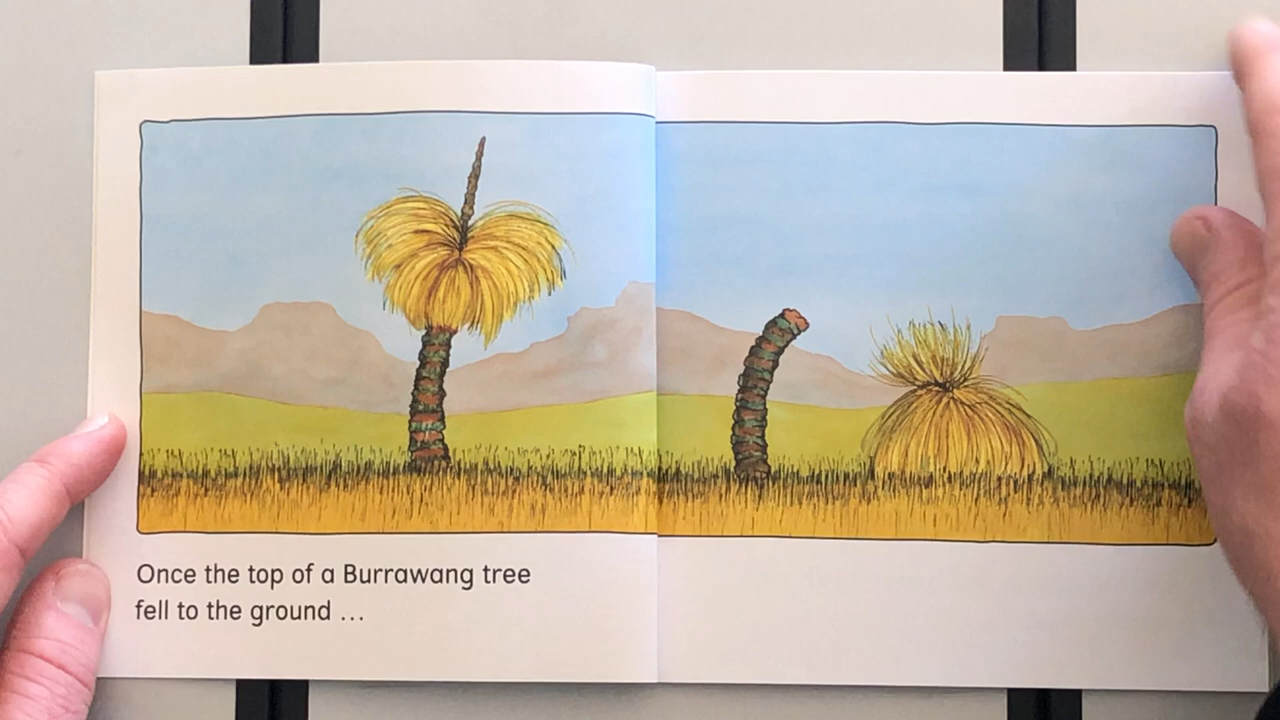 Once the top of a Burrawang tree
fell to the ground …